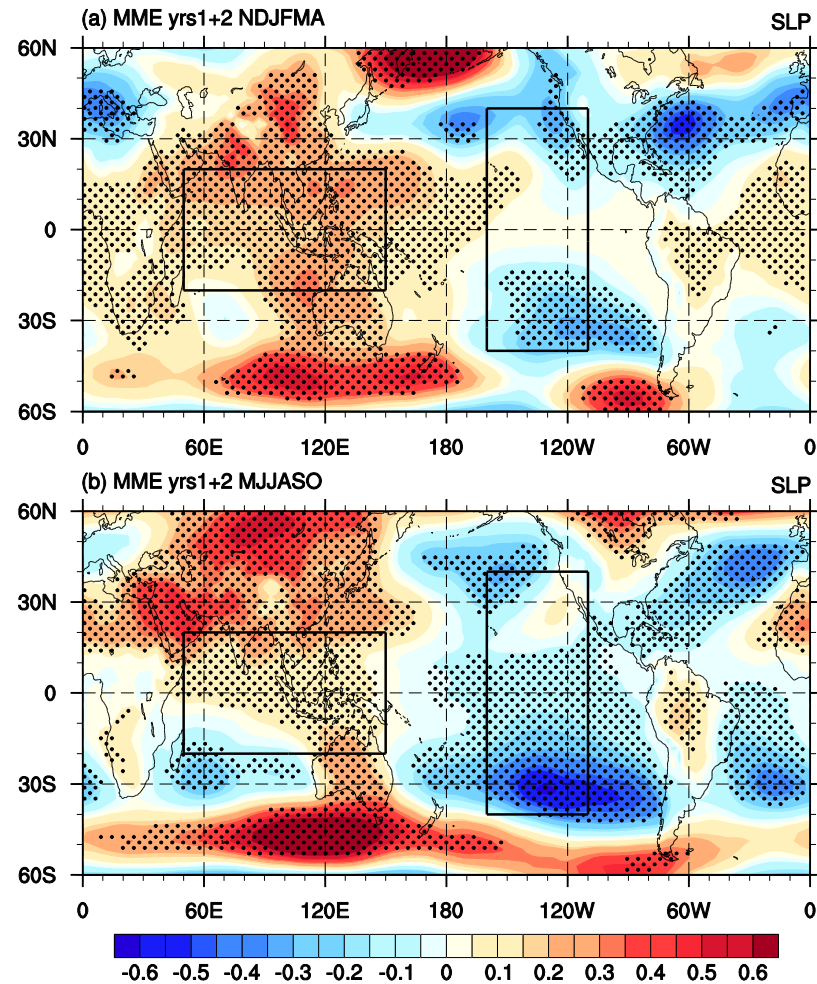 (a) MME yrs1+2 NDJFMA SLP
60N
30N
0
30S
60S
0 60E 120E 180 120W 60W 0
(b) MME yrs1+2 MJJASO SLP
60N
30N
0
30S
60S
0 60E 120E 180 120W 60W 0
-0.6 -0.5 -0.4 -0.3 -0.2 -0.1 0 0.1 0.2 0.3 0.4 0.5 0.6